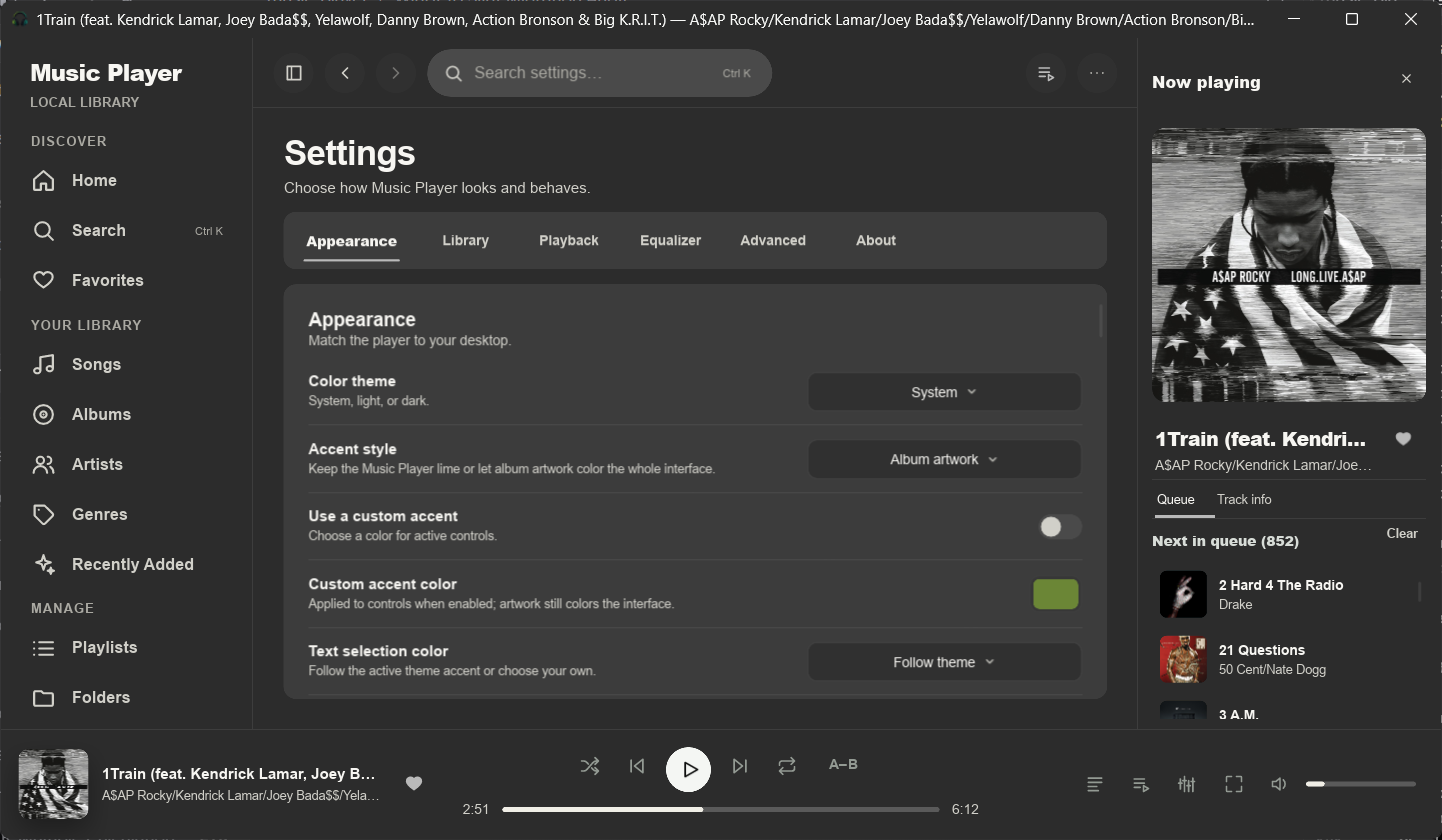 1Train (feat. Kendrick Lamar, Joey Bada$$, Yelawolf, Danny Brown, Action Bronson & Big K.R.I.T.) — A$AP Rocky/Kendrick Lamar/Joey Bada$$/Yelawolf/Danny Brown/Action Bronson/Bi...
Music Player
LOCAL LIBRARY
DISCOVER
Home
Search Ctrl K
Favorites
YOUR LIBRARY
Songs
Albums
Artists
Genres
Recently Added
MANAGE
Playlists
Folders
Search settings... Ctrl K
Settings
Choose how Music Player looks and behaves.
Appearance Library Playback Equalizer Advanced About
Appearance
Match the player to your desktop.
Color theme
System, light, or dark.
System
Accent style
Keep the Music Player lime or let album artwork color the whole interface.
Album artwork
Use a custom accent
Choose a color for active controls.
Custom accent color
Applied to controls when enabled; artwork still colors the interface.
Text selection color
Follow the active theme accent or choose your own.
Follow theme
Now playing
A$AP ROCKY LONG.LIVE.A$AP
1Train (feat. Kendri...
A$AP Rocky/Kendrick Lamar/Joe...
Queue Track info
Next in queue (852) Clear
2 Hard 4 The Radio
Drake
21 Questions
50 Cent/Nate Dogg
3 A.M.
1Train (feat. Kendrick Lamar, Joey B...
A$AP Rocky/Kendrick Lamar/Joey Bada$$/Yela...
A–B
2:51 6:12